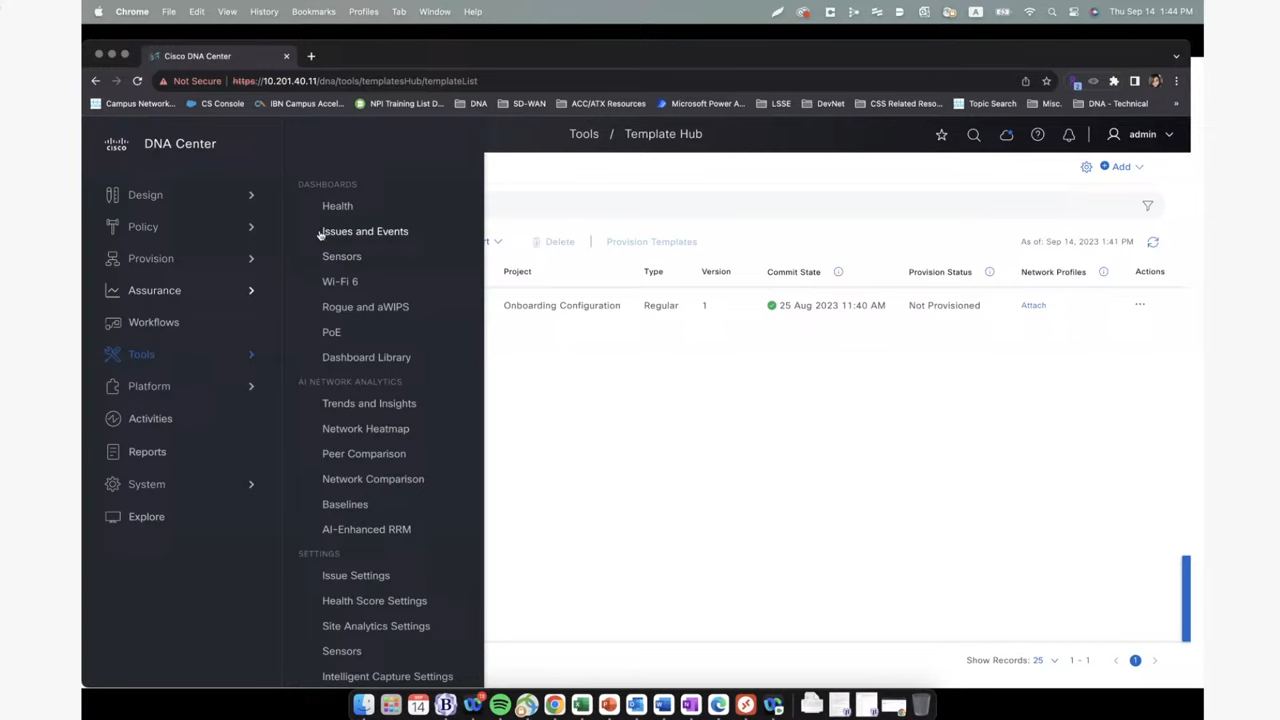 Chrome File Edit View History Bookmarks Profiles Tab Window Help
Thu Sep 14 1:44 PM
Cisco DNA Center
Not Secure https://10.201.40.11/dna/tools/templatesHub/templateList
Campus Network... CS Console IBN Campus Accel... NPI Training List D... DNA SD-WAN ACC/ATX Resources Microsoft Power A... LSSE DevNet CSS Related Reso... Topic Search Misc. DNA - Technical »
cisco DNA Center
Tools / Template Hub
admin
Design
Policy
Provision
Assurance
Workflows
Tools
Platform
Activities
Reports
System
Explore
DASHBOARDS
Health
Issues and Events
Sensors
Wi-Fi 6
Rogue and aWIPS
PoE
Dashboard Library
AI NETWORK ANALYTICS
Trends and Insights
Network Heatmap
Peer Comparison
Network Comparison
Baselines
AI-Enhanced RRM
SETTINGS
Issue Settings
Health Score Settings
Site Analytics Settings
Sensors
Intelligent Capture Settings
Add
Delete Provision Templates As of: Sep 14, 2023 1:41 PM
Project Type Version Commit State Provision Status Network Profiles Actions
Onboarding Configuration Regular 1 25 Aug 2023 11:40 AM Not Provisioned Attach ...
Show Records: 25 1 - 1 1